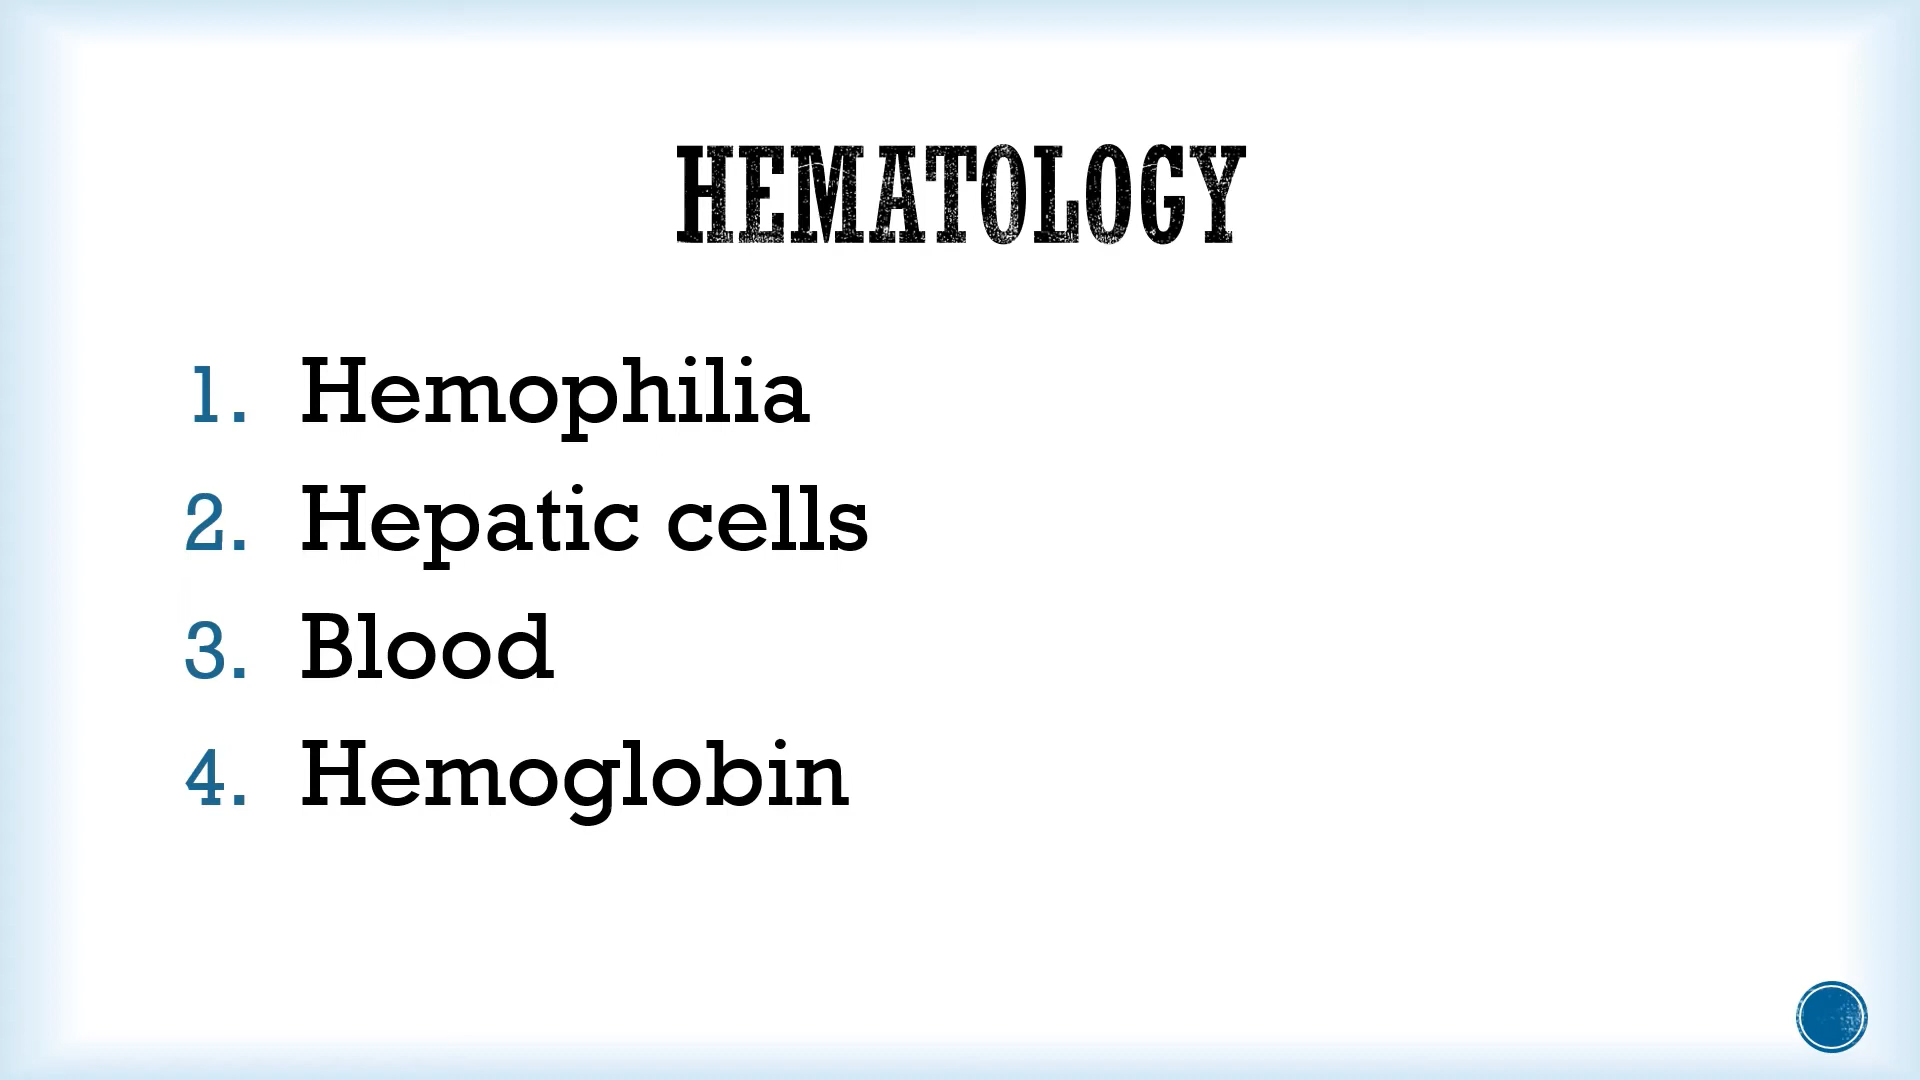 HEMATOLOGY
1. Hemophilia
2. Hepatic cells
3. Blood
4. Hemoglobin